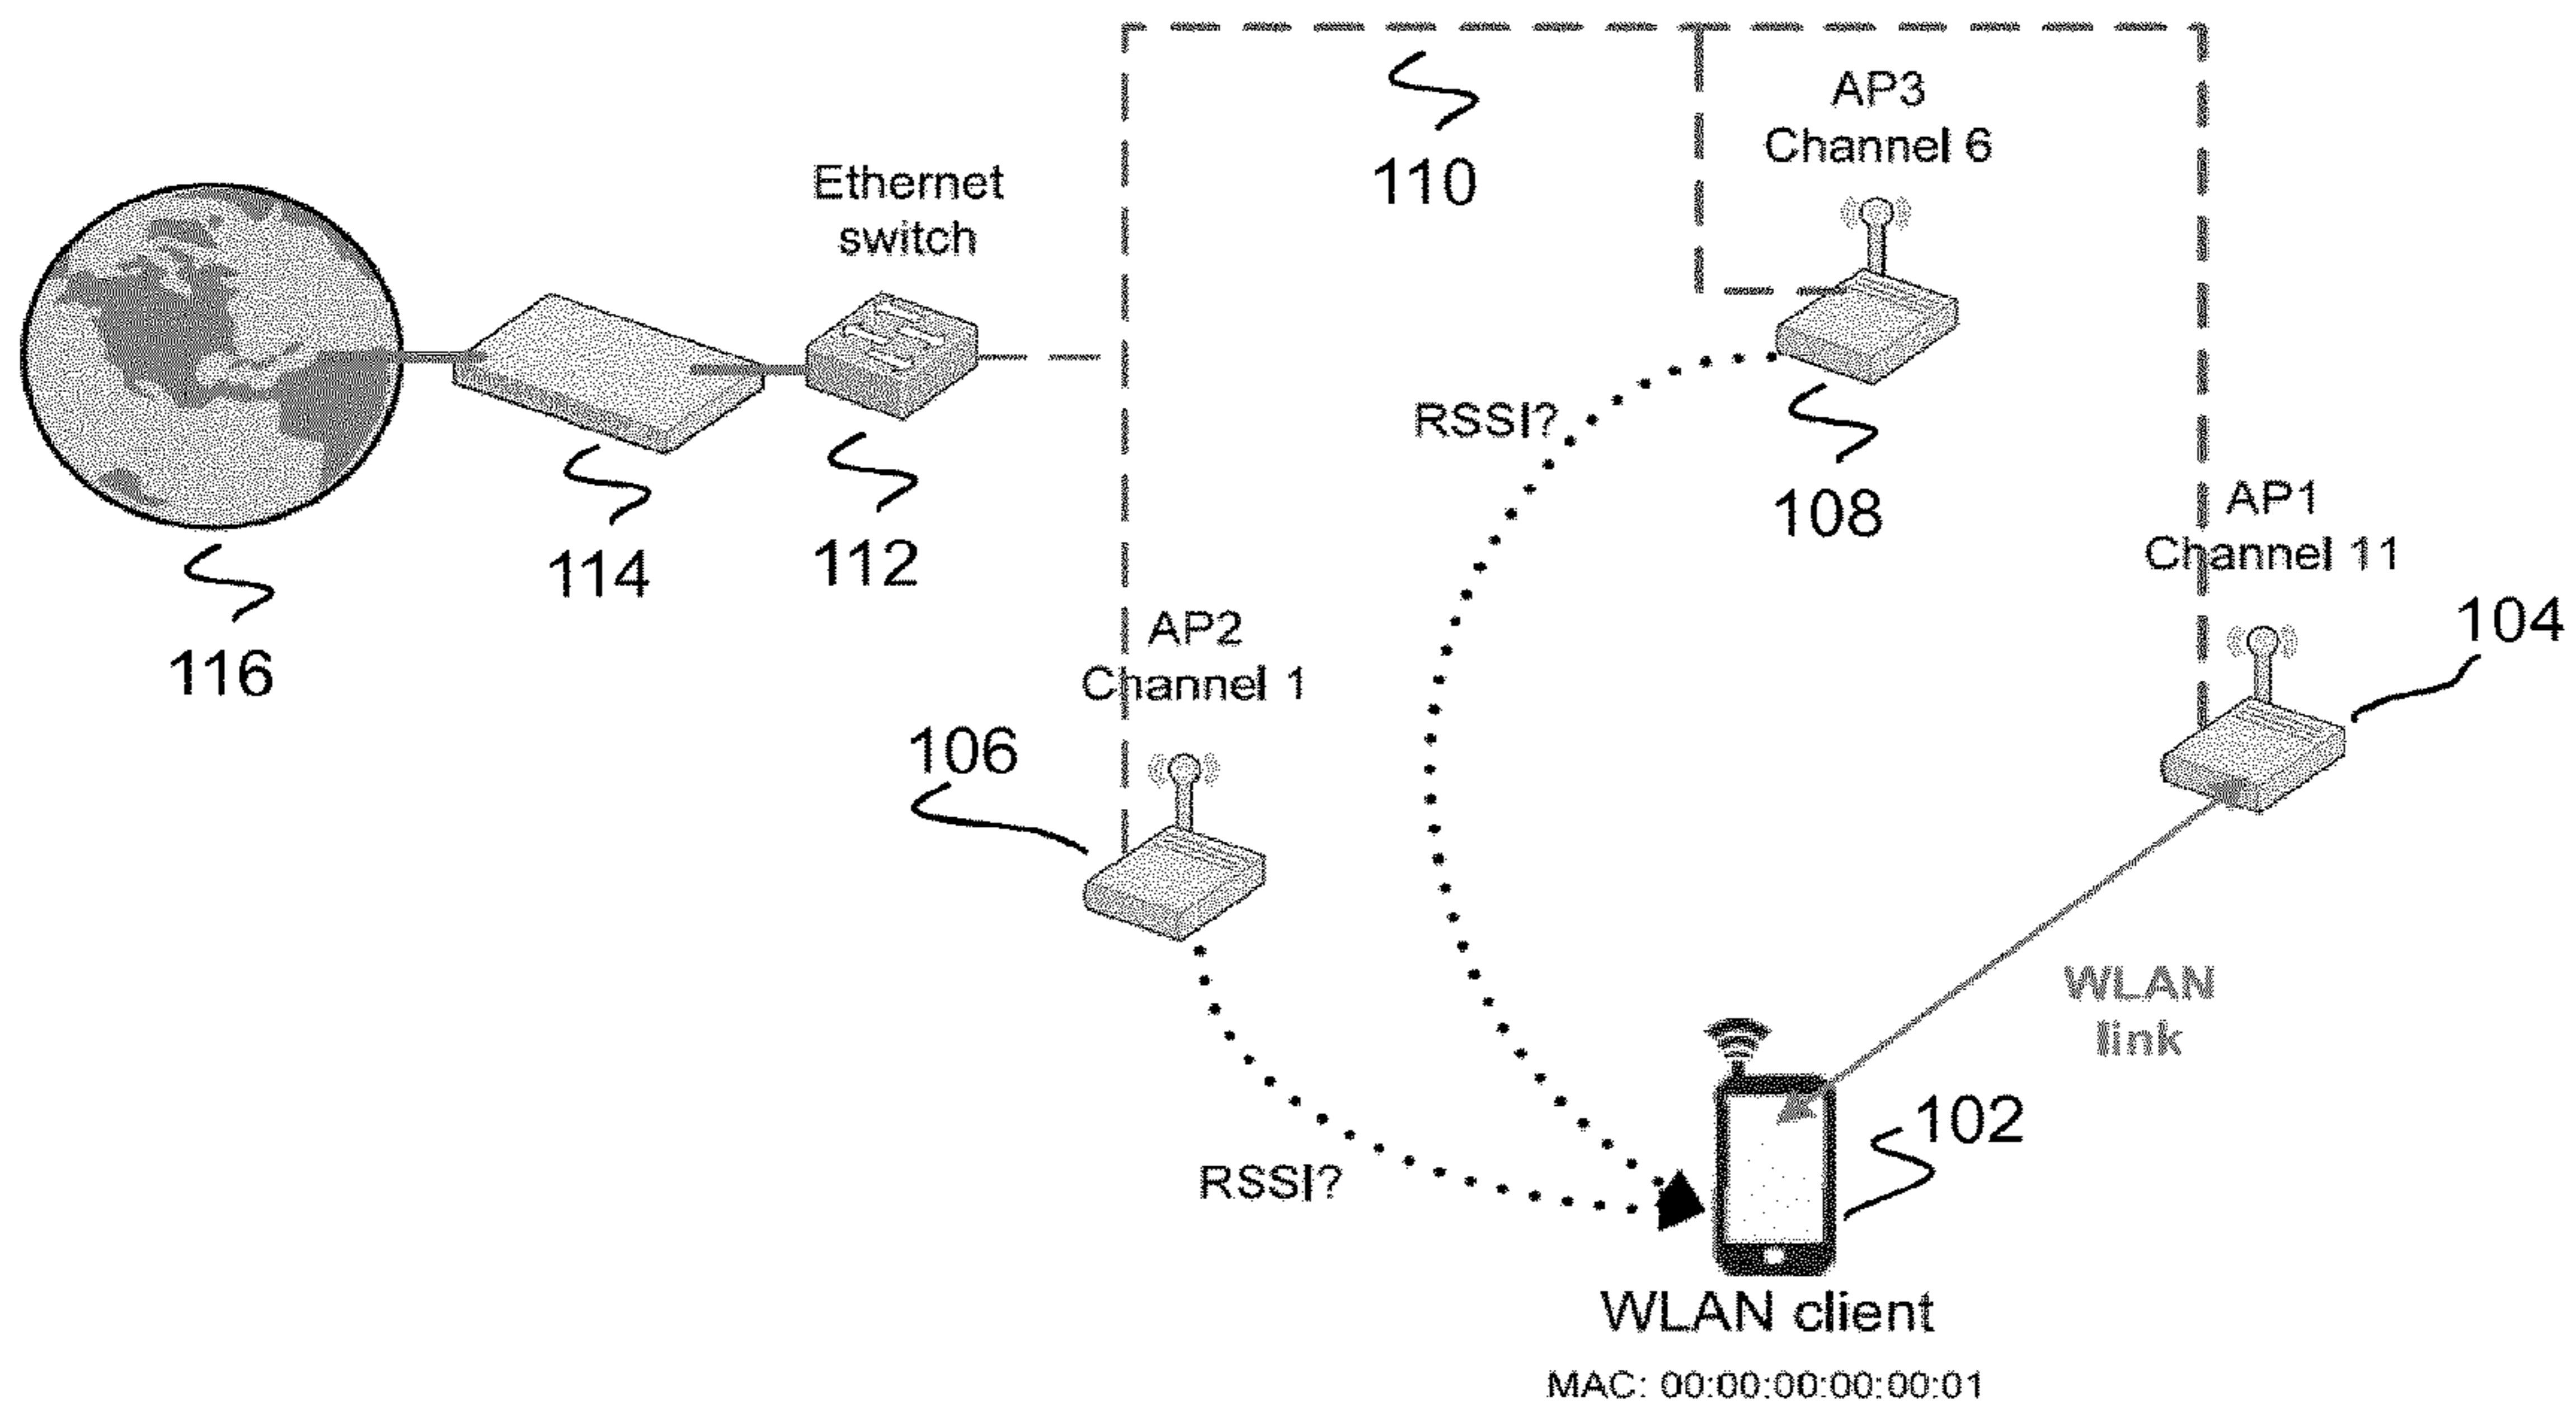 AP3
Channel 6
110
Ethernet
switch
RSSI?
108
AP1
Channel 11
114
112
104
AP2
Channel 1
116
106
WLAN
link
102
RSSI?
WLAN client
MAC: 00:00:00:00:00:01